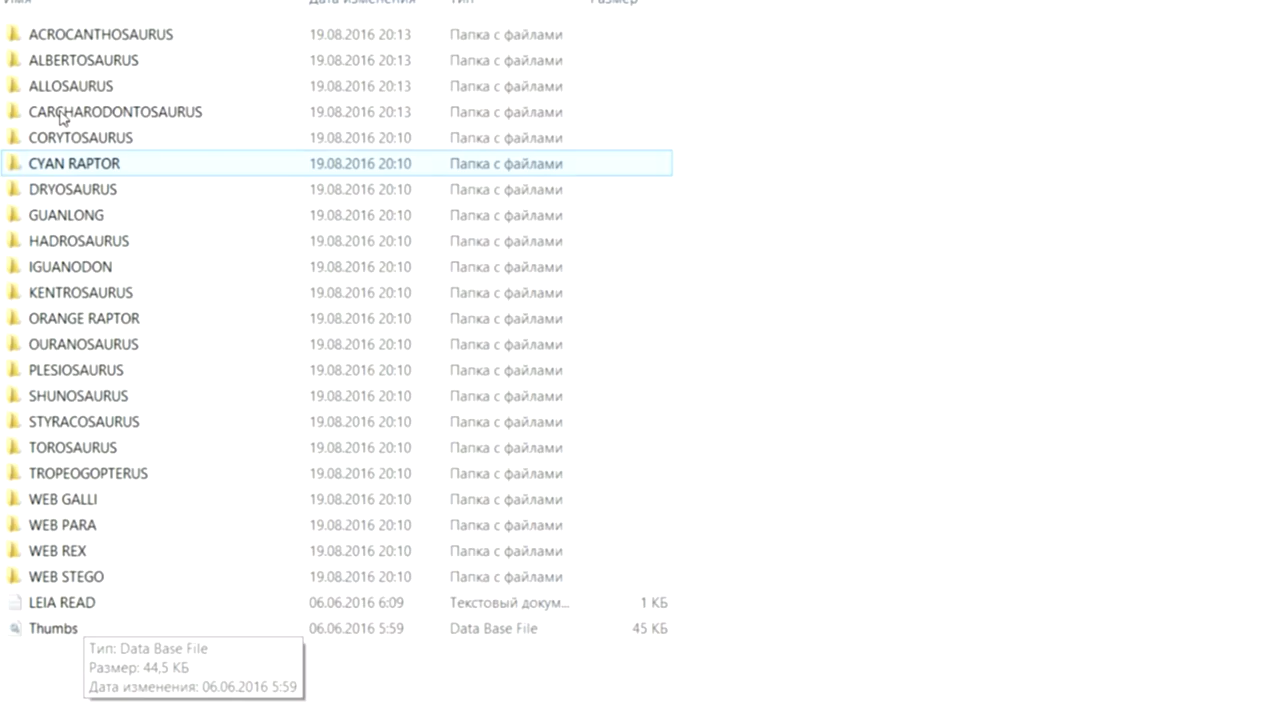 Имя Дата изменения Тип Размер
ACROCANTHOSAURUS 19.08.2016 20:13 Папка с файлами
ALBERTOSAURUS 19.08.2016 20:13 Папка с файлами
ALLOSAURUS 19.08.2016 20:13 Папка с файлами
CARCHARODONTOSAURUS 19.08.2016 20:13 Папка с файлами
CORYTOSAURUS 19.08.2016 20:10 Папка с файлами
CYAN RAPTOR 19.08.2016 20:10 Папка с файлами
DRYOSAURUS 19.08.2016 20:10 Папка с файлами
GUANLONG 19.08.2016 20:10 Папка с файлами
HADROSAURUS 19.08.2016 20:10 Папка с файлами
IGUANODON 19.08.2016 20:10 Папка с файлами
KENTROSAURUS 19.08.2016 20:10 Папка с файлами
ORANGE RAPTOR 19.08.2016 20:10 Папка с файлами
OURANOSAURUS 19.08.2016 20:10 Папка с файлами
PLESIOSAURUS 19.08.2016 20:10 Папка с файлами
SHUNOSAURUS 19.08.2016 20:10 Папка с файлами
STYRACOSAURUS 19.08.2016 20:10 Папка с файлами
TOROSAURUS 19.08.2016 20:10 Папка с файлами
TROPEOGOPTERUS 19.08.2016 20:10 Папка с файлами
WEB GALLI 19.08.2016 20:10 Папка с файлами
WEB PARA 19.08.2016 20:10 Папка с файлами
WEB REX 19.08.2016 20:10 Папка с файлами
WEB STEGO 19.08.2016 20:10 Папка с файлами
LEIA READ 06.06.2016 6:09 Текстовый докум... 1 КБ
Thumbs 06.06.2016 5:59 Data Base File 45 КБ
Тип: Data Base File
Размер: 44,5 КБ
Дата изменения: 06.06.2016 5:59